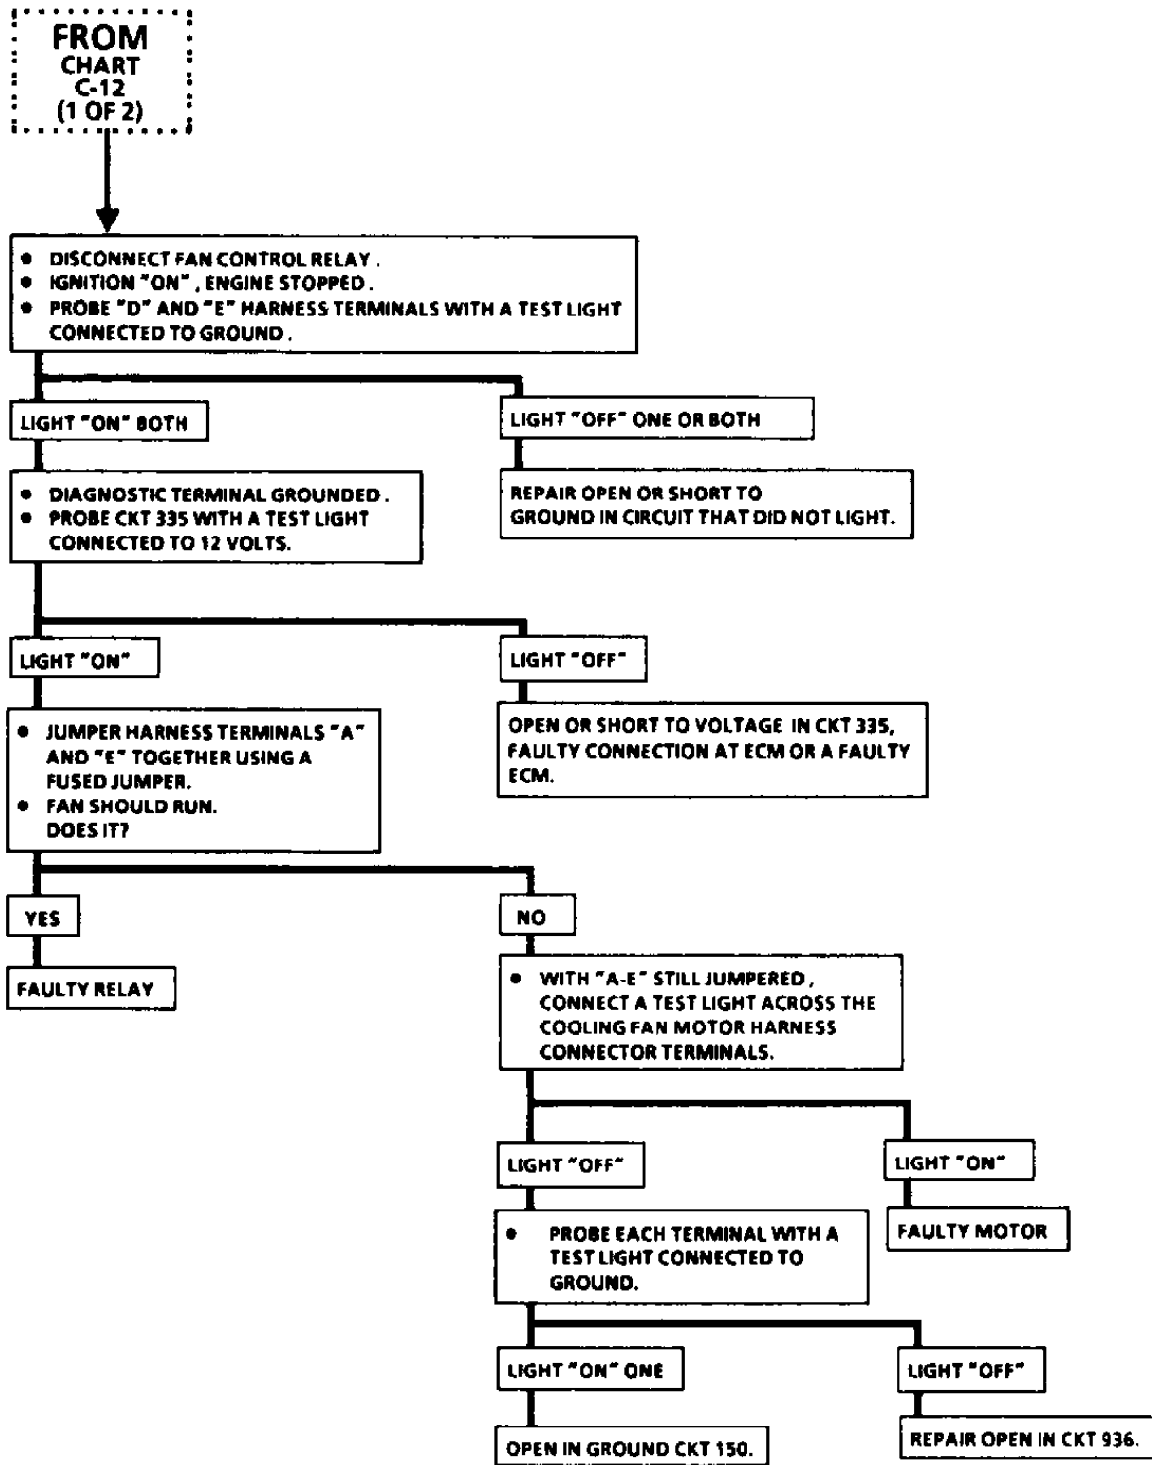 FROM
CHART
C-12
(1 OF 2)
• DISCONNECT FAN CONTROL RELAY.
• IGNITION "ON", ENGINE STOPPED.
• PROBE "D" AND "E" HARNESS TERMINALS WITH A TEST LIGHT
CONNECTED TO GROUND.
LIGHT "ON" BOTH
LIGHT "OFF" ONE OR BOTH
• DIAGNOSTIC TERMINAL GROUNDED.
• PROBE CKT 335 WITH A TEST LIGHT
CONNECTED TO 12 VOLTS.
REPAIR OPEN OR SHORT TO
GROUND IN CIRCUIT THAT DID NOT LIGHT.
LIGHT "ON"
LIGHT "OFF"
• JUMPER HARNESS TERMINALS "A"
AND "E" TOGETHER USING A
FUSED JUMPER.
• FAN SHOULD RUN.
DOES IT?
OPEN OR SHORT TO VOLTAGE IN CKT 335,
FAULTY CONNECTION AT ECM OR A FAULTY
ECM.
YES
NO
FAULTY RELAY
• WITH "A-E" STILL JUMPERED,
CONNECT A TEST LIGHT ACROSS THE
COOLING FAN MOTOR HARNESS
CONNECTOR TERMINALS.
LIGHT "OFF"
LIGHT "ON"
• PROBE EACH TERMINAL WITH A
TEST LIGHT CONNECTED TO
GROUND.
FAULTY MOTOR
LIGHT "ON" ONE
LIGHT "OFF"
OPEN IN GROUND CKT 150.
REPAIR OPEN IN CKT 936.